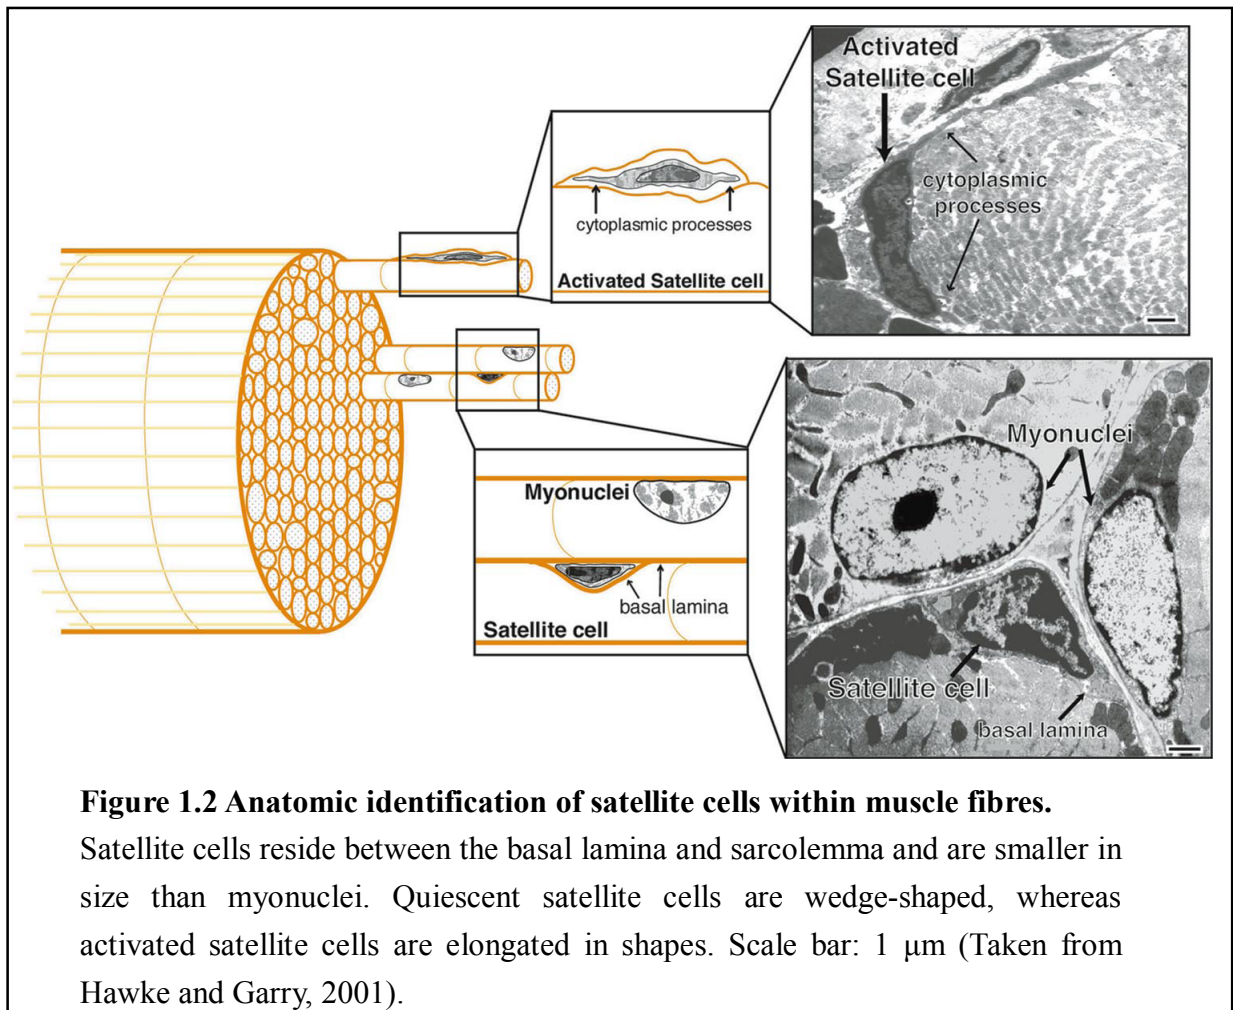 Activated
Satellite cell
cytoplasmic
processes
cytoplasmic processes
Activated Satellite cell
Myonuclei
Myonuclei
basal lamina
Satellite cell
Satellite cell
basal lamina
Figure 1.2 Anatomic identification of satellite cells within muscle fibres.
Satellite cells reside between the basal lamina and sarcolemma and are smaller in
size than myonuclei. Quiescent satellite cells are wedge-shaped, whereas
activated satellite cells are elongated in shapes. Scale bar: 1 μm (Taken from
Hawke and Garry, 2001).